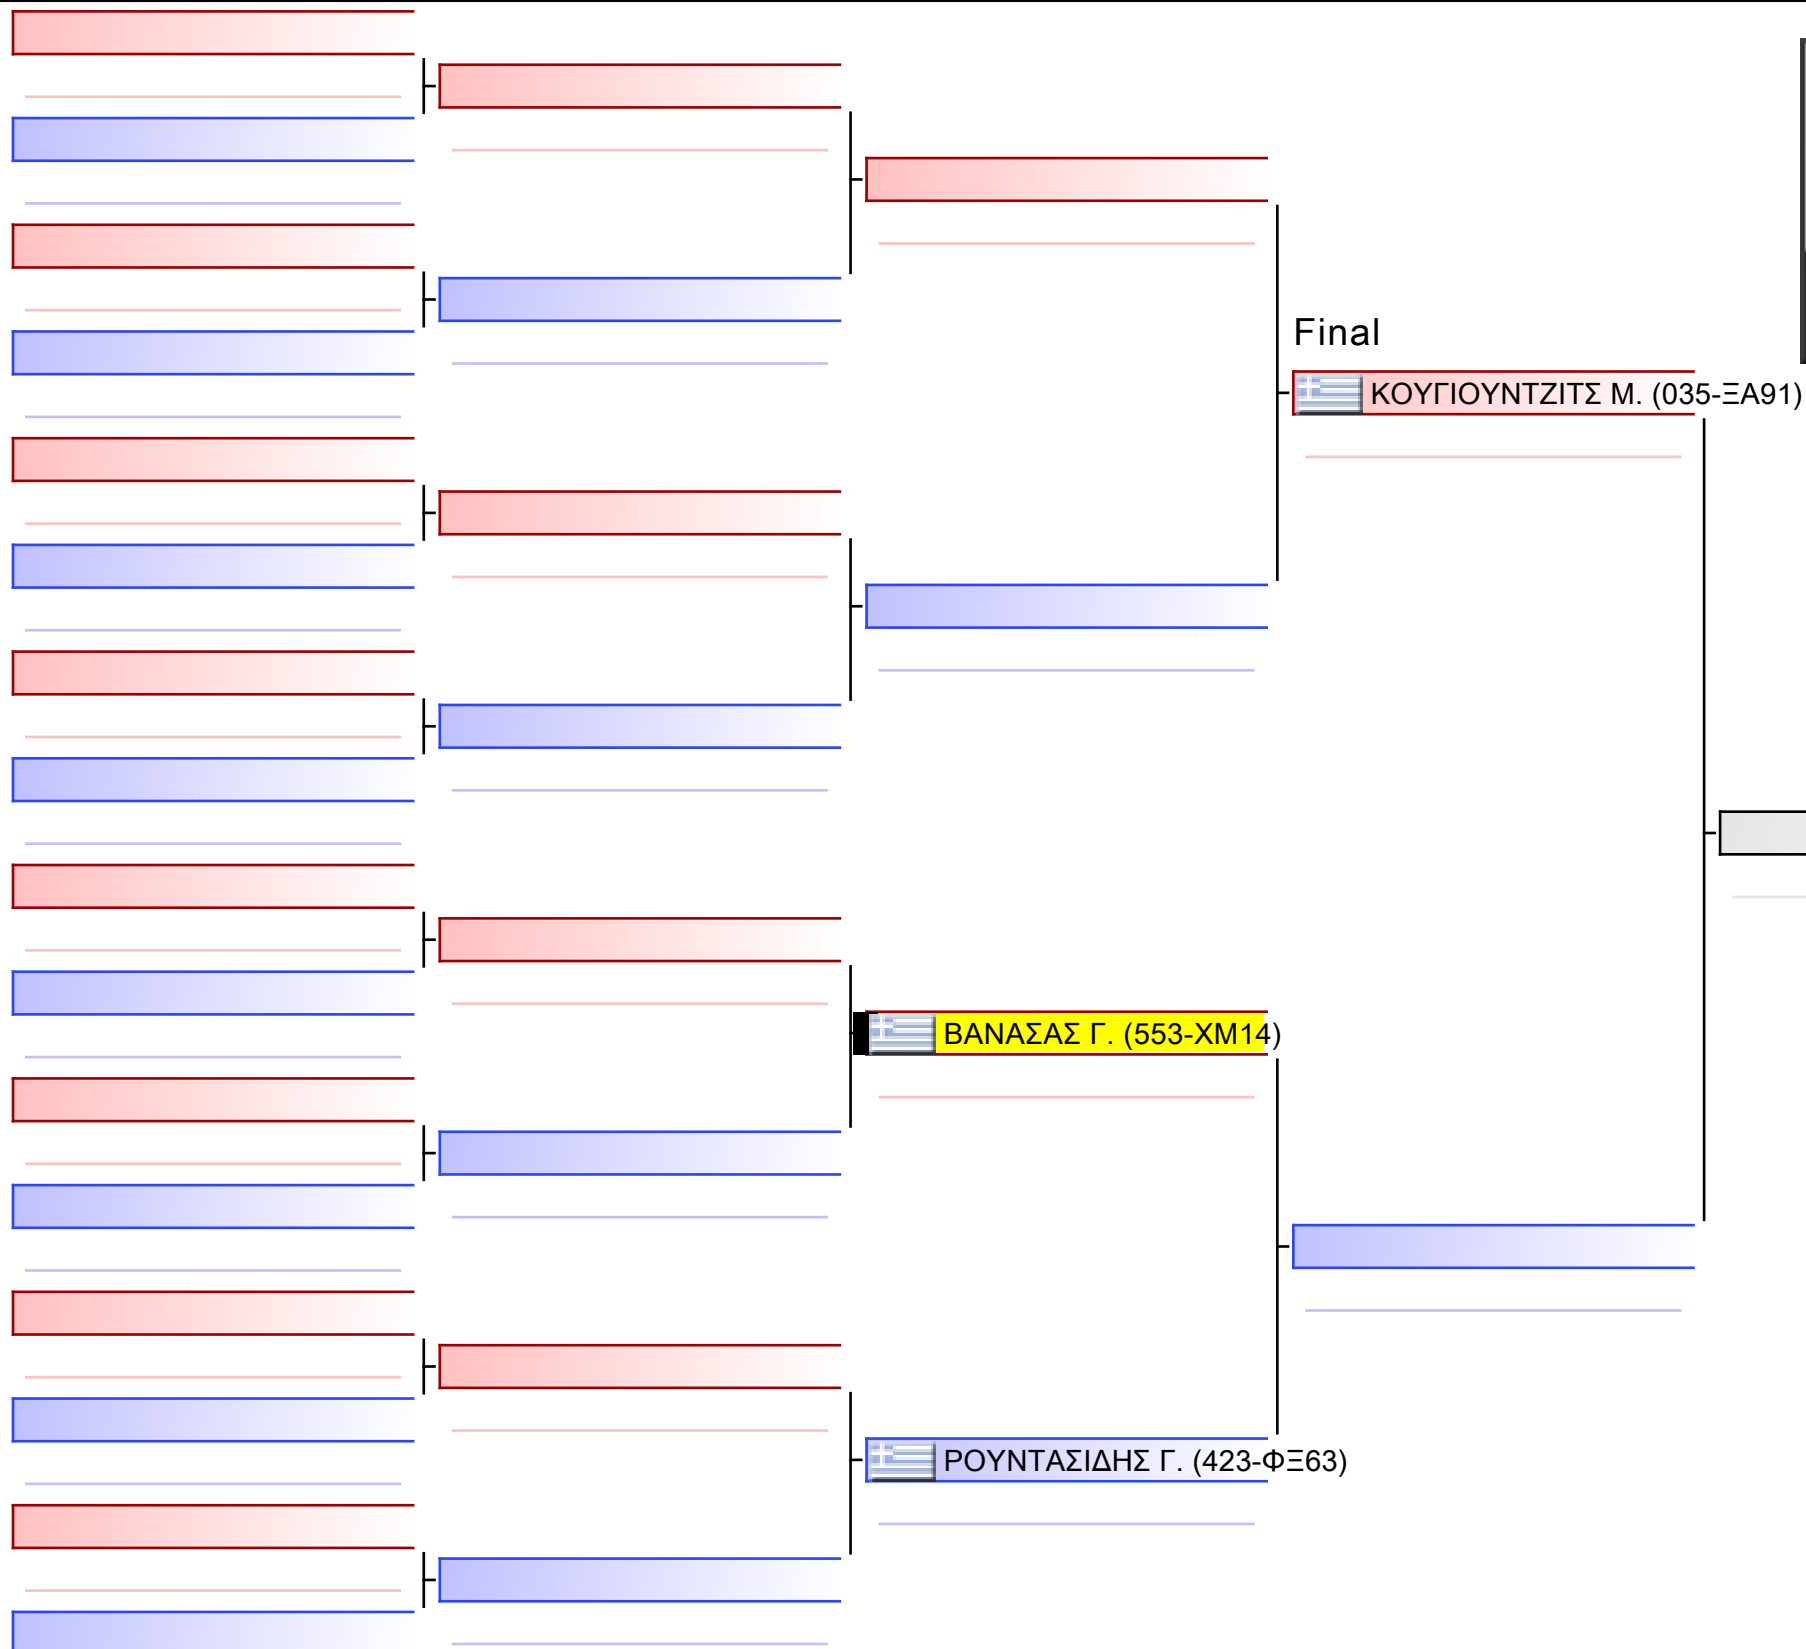 Final
ΚΟΥΓΙΟΥΝΤΖΙΤΣ Μ. (035-ΞΑ91)
ΒΑΝΑΣΑΣ Γ. (553-ΧΜ14)
ΡΟΥΝΤΑΣΙΔΗΣ Γ. (423-ΦΞ63)